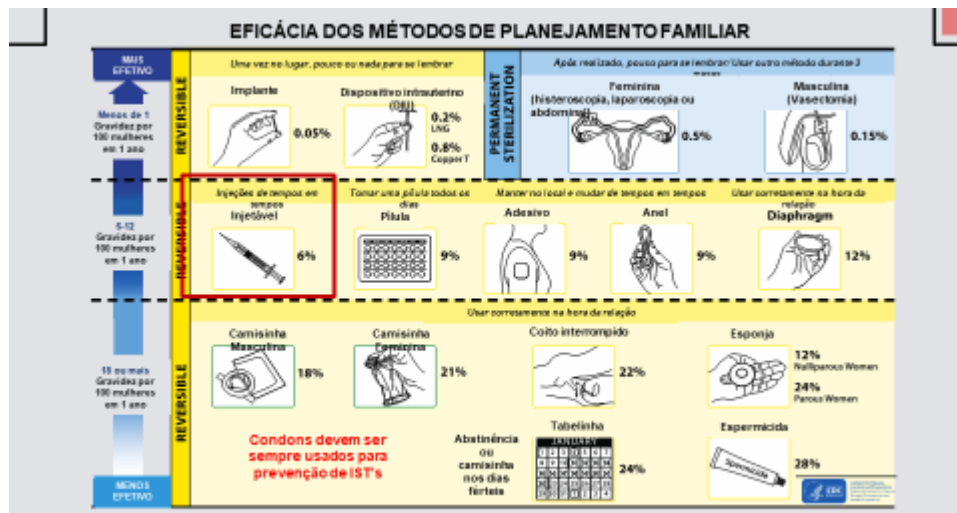 EFICÁCIA DOS MÉTODOS DE PLANEJAMENTO FAMILIAR
MAIS
EFETIVO
Menos de 1
Gravidez por
100 mulheres
em 1 ano
6-12
Gravidez por
100 mulheres
em 1 ano
18 ou mais
Gravidez por
100 mulheres
em 1 ano
MENOS
EFETIVO
REVERSIBLE
Uma vez no lugar, pouco ou nada para se lembrar
Implante
0.05%
Dispositivo intrauterino
(DIU)
0.2%
LNG
0.8%
Copper T
PERMANENT
STERILIZATION
Após realizado, pouso para se lembrar/ Usar outro método durante 3
Feminina
(histeroscopia, laparoscopia ou
abdominal)
0.5%
Masculina
(Vasectomia)
0.15%
REVERSIBLE
Injeções de tempos em
tempos
Injetável
6%
Tomar uma pílula todos os
dias
Pílula
9%
Manter no local e mudar de tempos em tempos
Adesivo
9%
Anel
9%
Usar corretamente na hora da
relação
Diaphragm
12%
REVERSIBLE
Usar corretamente na hora da relação
Camisinha
Masculina
18%
Camisinha
Feminina
21%
Coito interrompido
22%
Esponja
12%
Nulliparous Women
24%
Parous Women
Condons devem ser
sempre usados para
prevenção de IST's
Abstinência
ou
camisinha
nos dias
férteis
Tabelinha
JANUARY
24%
Espermicida
Spermicide
28%
CDC